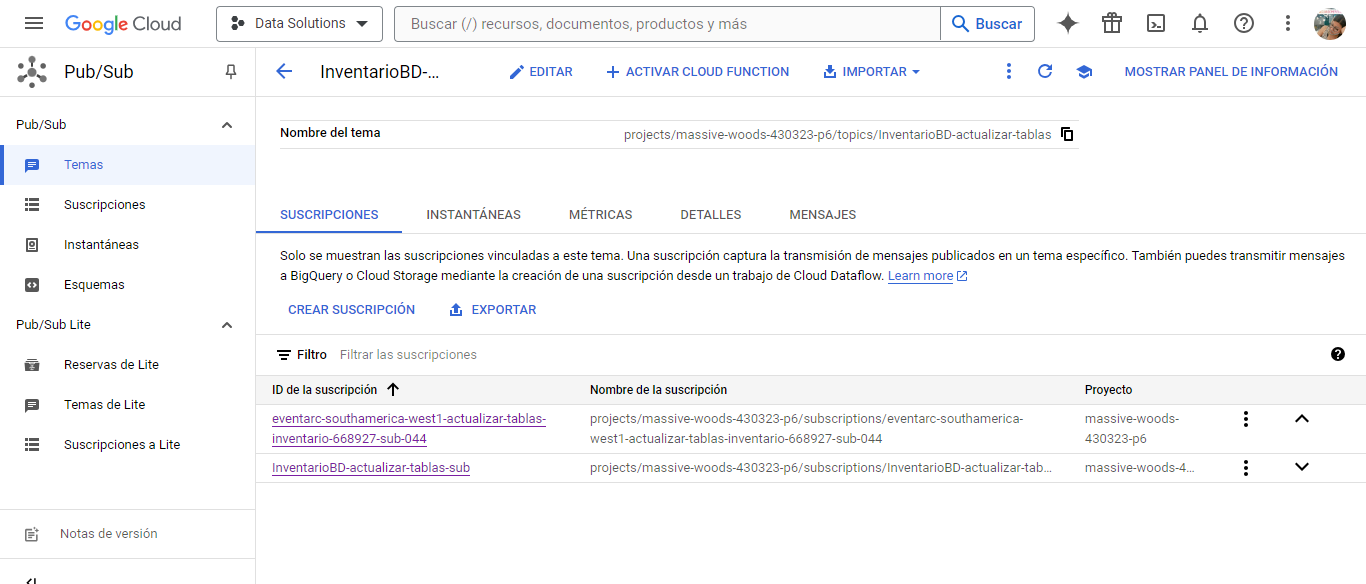 Google Cloud
Data Solutions
Buscar (/) recursos, documentos, productos y más
Buscar
Pub/Sub
InventarioBD-...
EDITAR
ACTIVAR CLOUD FUNCTION
IMPORTAR
MOSTRAR PANEL DE INFORMACIÓN
Pub/Sub
Temas
Suscripciones
Instantáneas
Esquemas
Pub/Sub Lite
Reservas de Lite
Temas de Lite
Suscripciones a Lite
Notas de versión
Nombre del tema
projects/massive-woods-430323-p6/topics/InventarioBD-actualizar-tablas
SUSCRIPCIONES
INSTANTÁNEAS
MÉTRICAS
DETALLES
MENSAJES
Solo se muestran las suscripciones vinculadas a este tema. Una suscripción captura la transmisión de mensajes publicados en un tema específico. También puedes transmitir mensajes
a BigQuery o Cloud Storage mediante la creación de una suscripción desde un trabajo de Cloud Dataflow. Learn more
CREAR SUSCRIPCIÓN
EXPORTAR
Filtro
Filtrar las suscripciones
ID de la suscripción
Nombre de la suscripción
Proyecto
eventarc-southamerica-west1-actualizar-tablas-
inventario-668927-sub-044
projects/massive-woods-430323-p6/subscriptions/eventarc-southamerica-
west1-actualizar-tablas-inventario-668927-sub-044
massive-woods-
430323-p6
InventarioBD-actualizar-tablas-sub
projects/massive-woods-430323-p6/subscriptions/InventarioBD-actualizar-tab...
massive-woods-4...